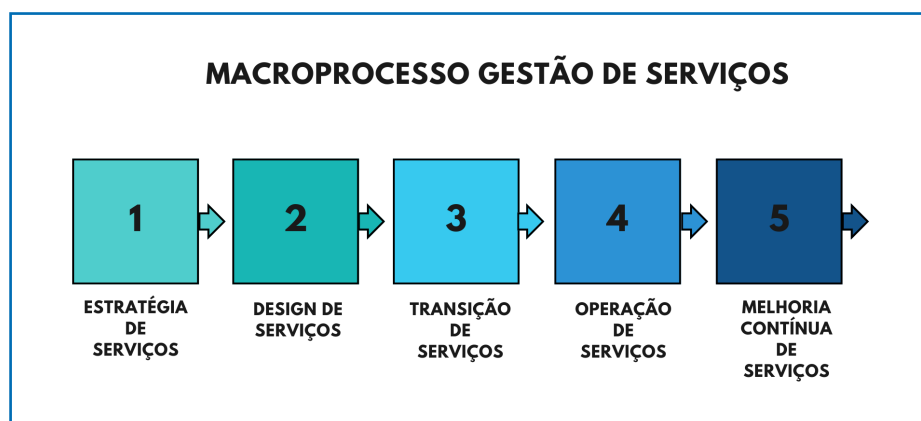 MACROPROCESSO GESTÃO DE SERVIÇOS
1
2
3
4
5
ESTRATÉGIA
DE
SERVIÇOS
DESIGN DE
SERVIÇOS
TRANSIÇÃO
DE
SERVIÇOS
OPERAÇÃO
DE
SERVIÇOS
MELHORIA
CONTÍNUA
DE
SERVIÇOS